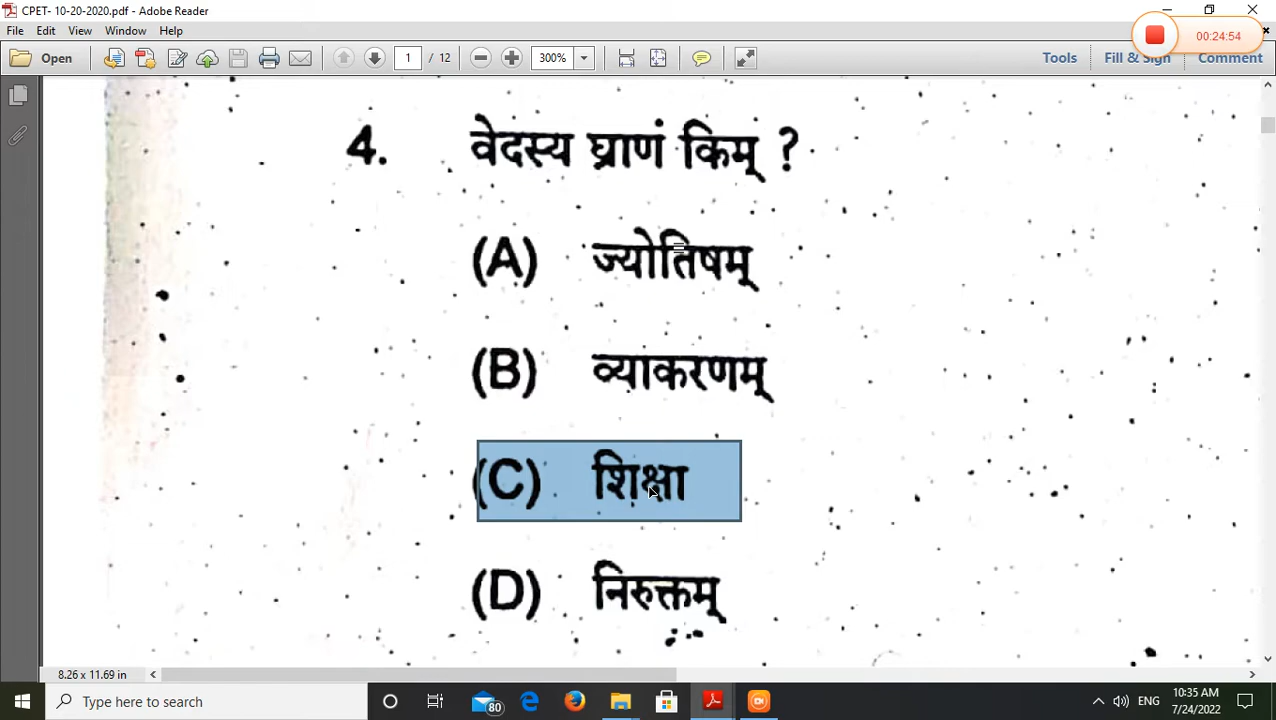 CPET- 10-20-2020.pdf - Adobe Reader
File Edit View Window Help
00:24:54
Open 1 / 12 300% Tools Fill & Sign Comment
4. वेदस्य घ्राणं किम् ?
(A) ज्योतिषम्
(B) व्याकरणम्
(C) शिक्षा
(D) निरुक्तम्
8.26 x 11.69 in
Type here to search 80 ENG 10:35 AM
7/24/2022